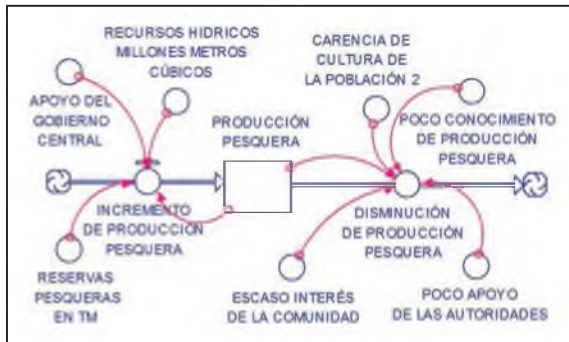 RECURSOS HIDRICOS
MILLONES METROS
CÚBICOS
CARENCIA DE
CULTURA DE
LA POBLACIÓN 2
APOYO DEL
GOBIERNO
CENTRAL
PRODUCCIÓN
PESQUERA
POCO CONOCIMIENTO
DE PRODUCCIÓN
PESQUERA
INCREMENTO
DE PRODUCCIÓN
PESQUERA
DISMINUCIÓN
DE PRODUCCIÓN
PESQUERA
RESERVAS
PESQUERAS
EN TM
ESCASO INTERÉS
DE LA COMUNIDAD
POCO APOYO
DE LAS AUTORIDADES